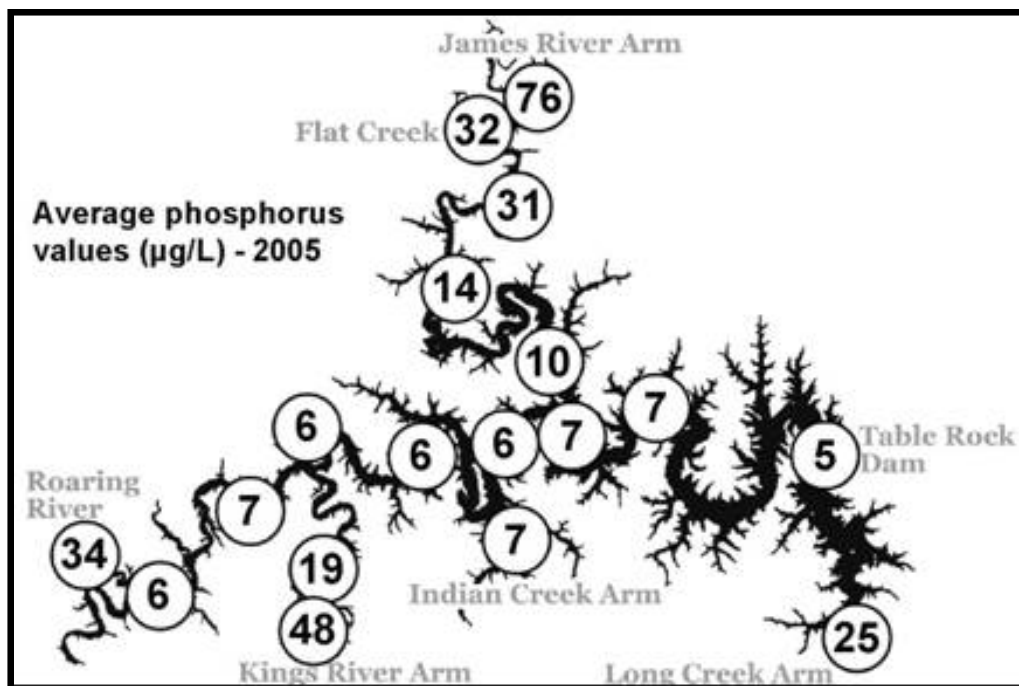 James River Arm
76
32
Flat Creek
31
Average phosphorus
values (µg/L) - 2005
14
10
7
6
6
6
7
5
Table Rock
Dam
Roaring
River
7
7
34
6
19
Indian Creek Arm
48
25
Kings River Arm
Long Creek Arm